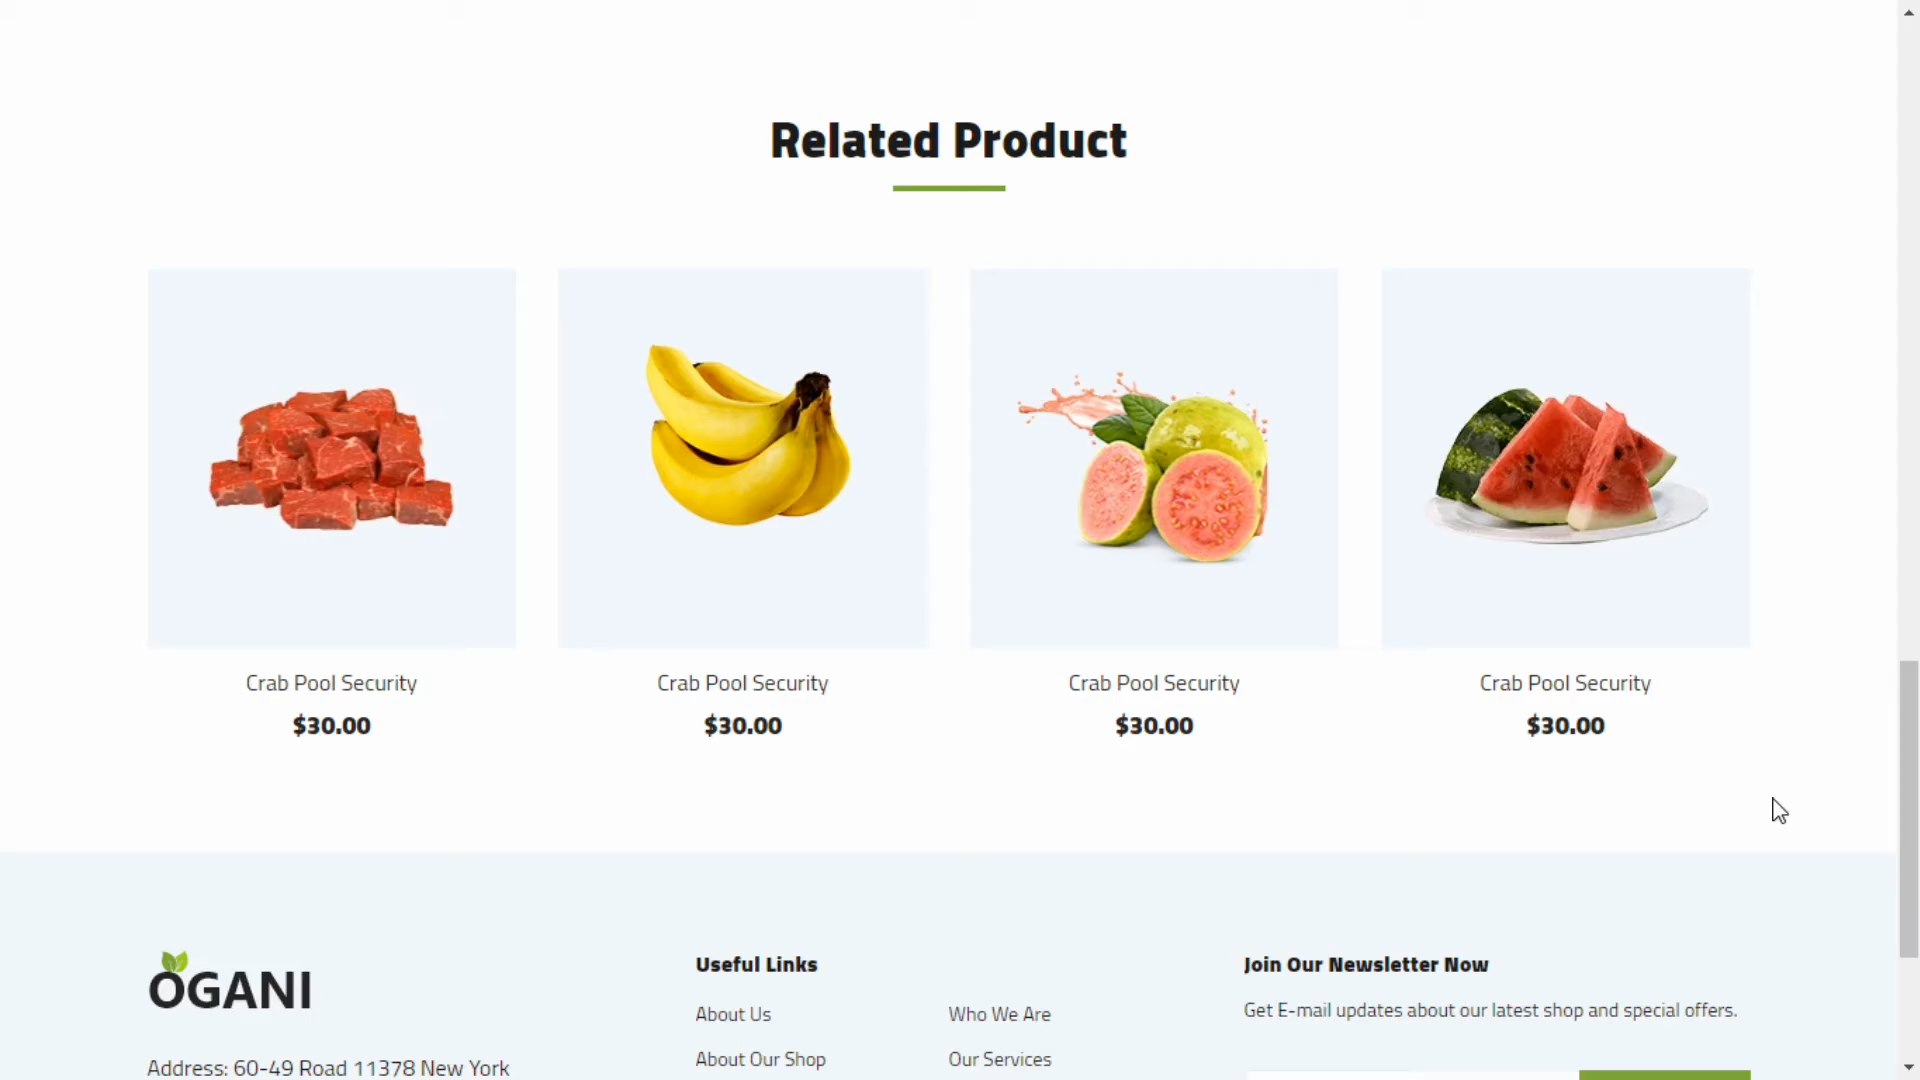 Related Product
Crab Pool Security
$30.00
Crab Pool Security
$30.00
Crab Pool Security
$30.00
Crab Pool Security
$30.00
OGANI
Address: 60-49 Road 11378 New York
Useful Links
About Us
Who We Are
About Our Shop
Our Services
Join Our Newsletter Now
Get E-mail updates about our latest shop and special offers.